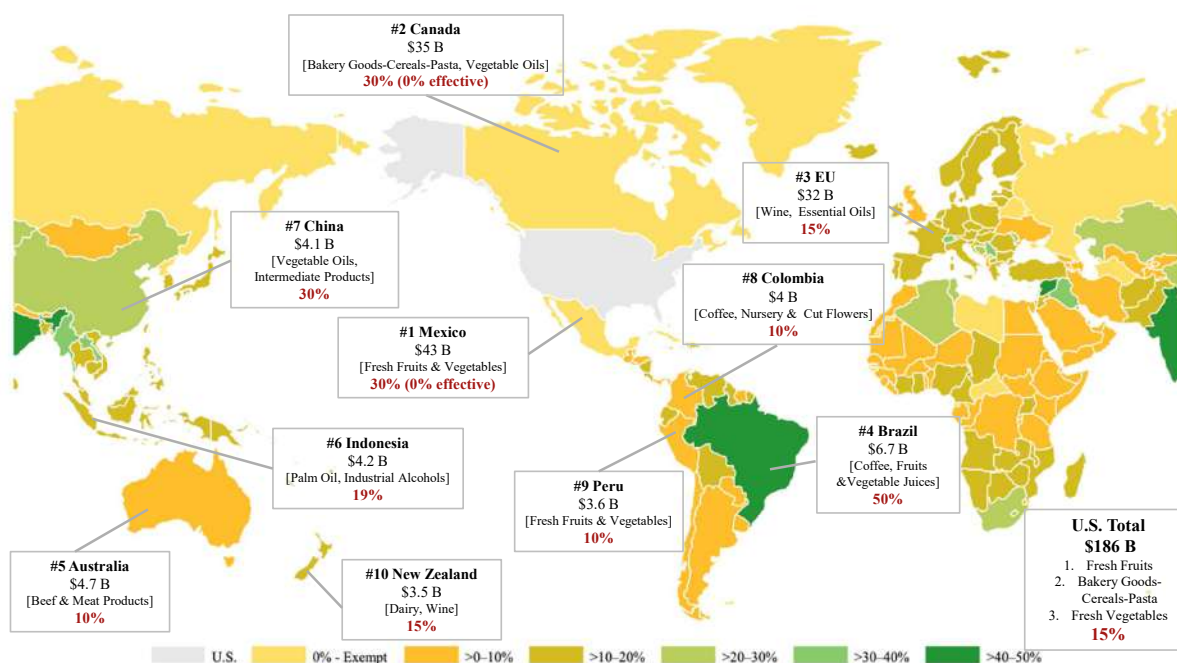 #2 Canada
$35 B
[Bakery Goods-Cereals-Pasta, Vegetable Oils]
30% (0% effective)
#3 EU
$32 B
[Wine, Essential Oils]
15%
#7 China
$4.1 B
[Vegetable Oils,
Intermediate Products]
30%
#8 Colombia
$4 B
[Coffee, Nursery & Cut Flowers]
10%
#1 Mexico
$43 B
[Fresh Fruits & Vegetables]
30% (0% effective)
#6 Indonesia
$4.2 B
[Palm Oil, Industrial Alcohols]
19%
#4 Brazil
$6.7 B
[Coffee, Fruits
&Vegetable Juices]
50%
#9 Peru
$3.6 B
[Fresh Fruits & Vegetables]
10%
#5 Australia
$4.7 B
[Beef & Meat Products]
10%
#10 New Zealand
$3.5 B
[Dairy, Wine]
15%
U.S. Total
$186 B
1. Fresh Fruits
2. Bakery Goods-
Cereals-Pasta
3. Fresh Vegetables
15%
U.S. 0% - Exempt >0–10% >10–20% >20–30% >30–40% >40–50%